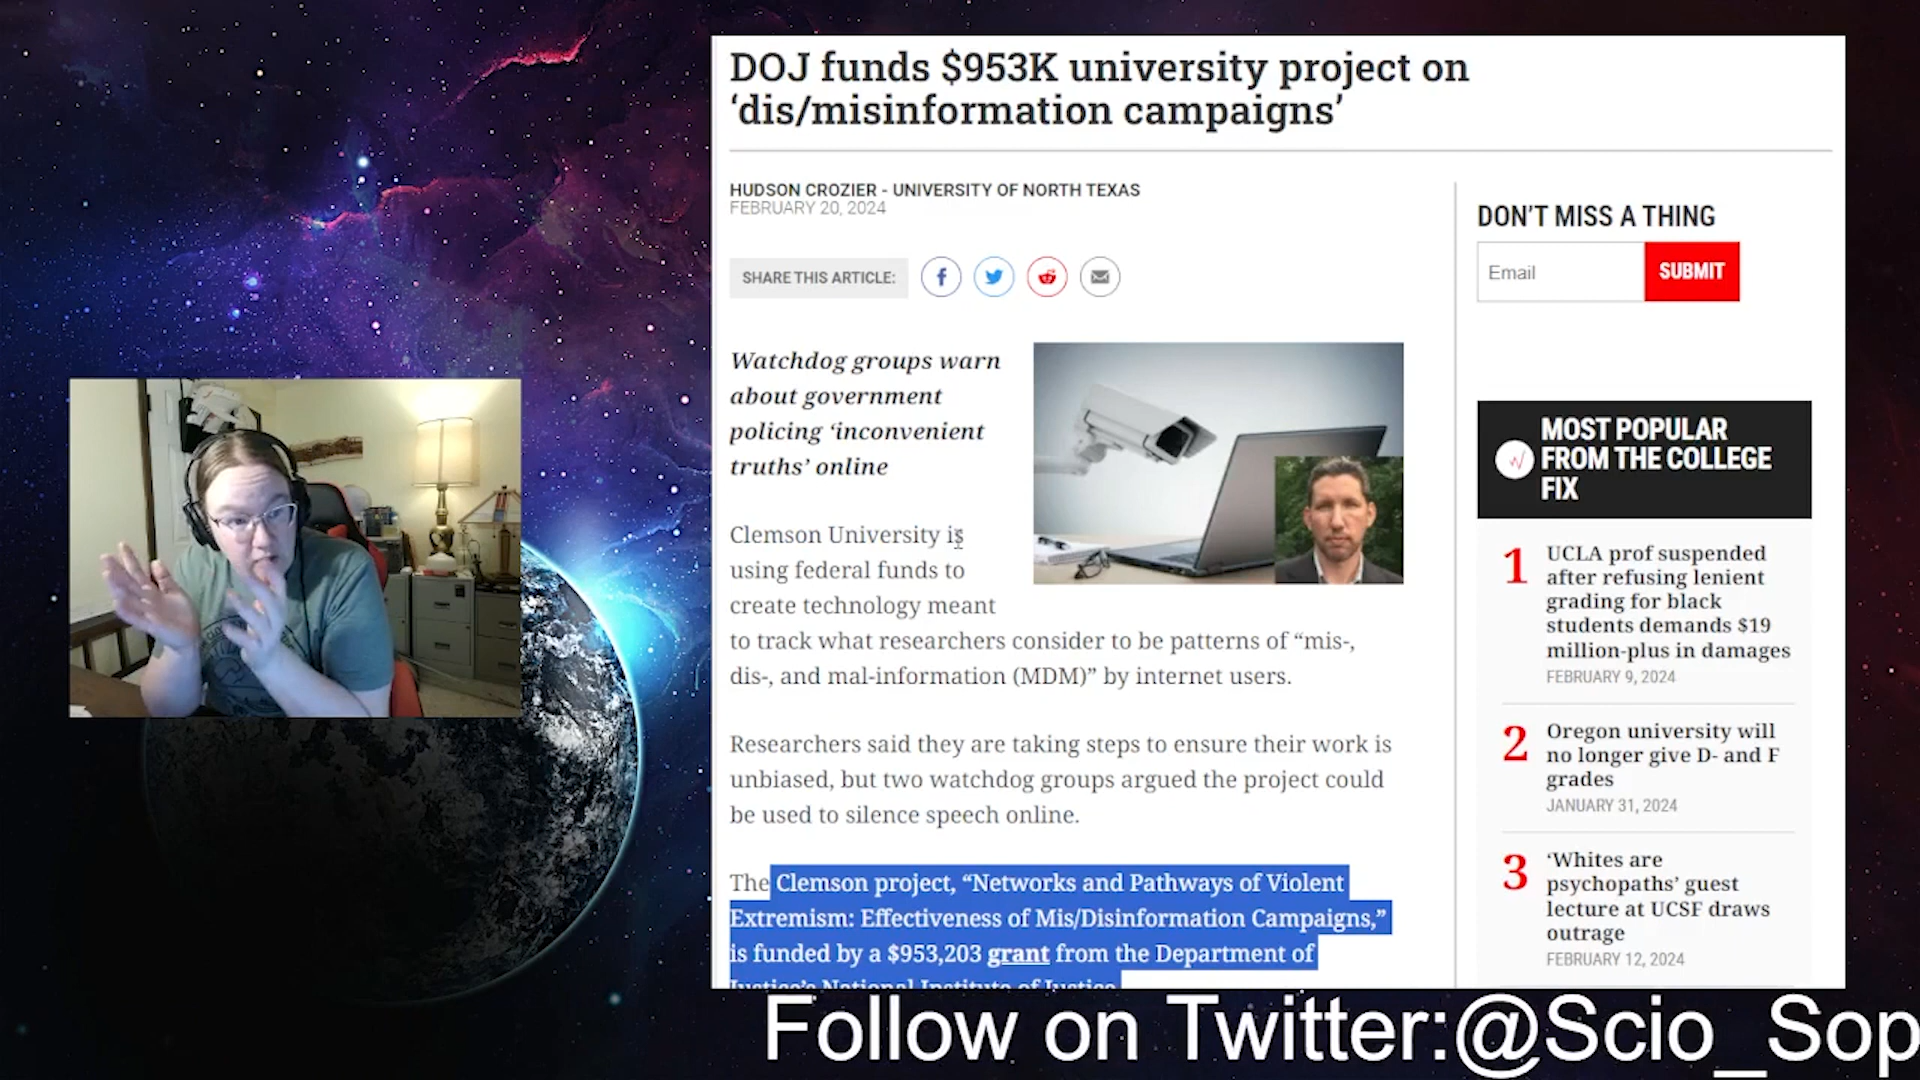 DOJ funds $953K university project on
‘dis/misinformation campaigns’
HUDSON CROZIER - UNIVERSITY OF NORTH TEXAS
FEBRUARY 20, 2024
SHARE THIS ARTICLE:
Watchdog groups warn
about government
policing ‘inconvenient
truths’ online
Clemson University is
using federal funds to
create technology meant
to track what researchers consider to be patterns of “mis-,
dis-, and mal-information (MDM)” by internet users.
Researchers said they are taking steps to ensure their work is
unbiased, but two watchdog groups argued the project could
be used to silence speech online.
The Clemson project, “Networks and Pathways of Violent
Extremism: Effectiveness of Mis/Disinformation Campaigns,”
is funded by a $953,203 grant from the Department of
Justice’s National Institute of Justice.
DON’T MISS A THING
Email
SUBMIT
MOST POPULAR
FROM THE COLLEGE
FIX
1 UCLA prof suspended
after refusing lenient
grading for black
students demands $19
million-plus in damages
FEBRUARY 9, 2024
2 Oregon university will
no longer give D- and F
grades
JANUARY 31, 2024
3 ‘Whites are
psychopaths’ guest
lecture at UCSF draws
outrage
FEBRUARY 12, 2024
Follow on Twitter:@Scio_Sop